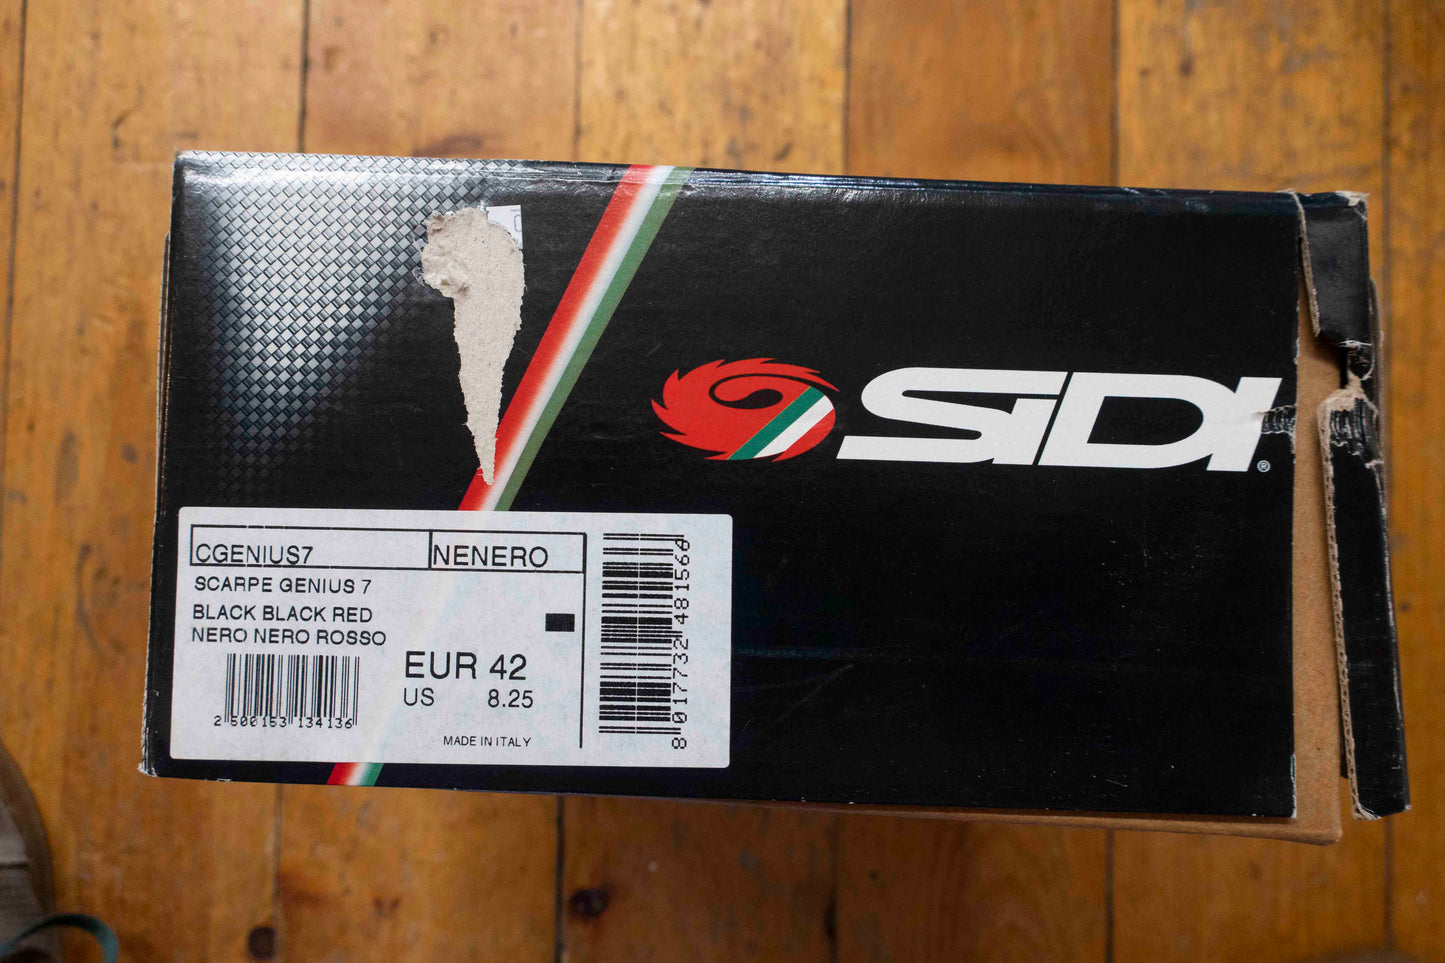 SiDI®
CGENIUS7 NENERO
SCARPE GENIUS 7
BLACK BLACK RED
NERO NERO ROSSO
EUR 42
US 8.25
2 500153 134136
MADE IN ITALY
8 017732 481566